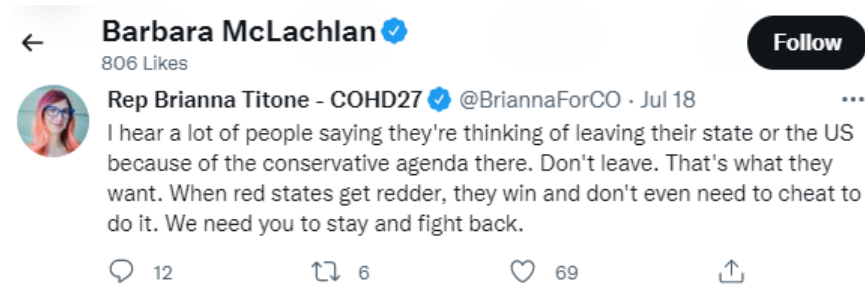 Barbara McLachlan
Follow
806 Likes
Rep Brianna Titone - COHD27 @BriannaForCO · Jul 18 ...
I hear a lot of people saying they're thinking of leaving their state or the US
because of the conservative agenda there. Don't leave. That's what they
want. When red states get redder, they win and don't even need to cheat to
do it. We need you to stay and fight back.
12 6 69